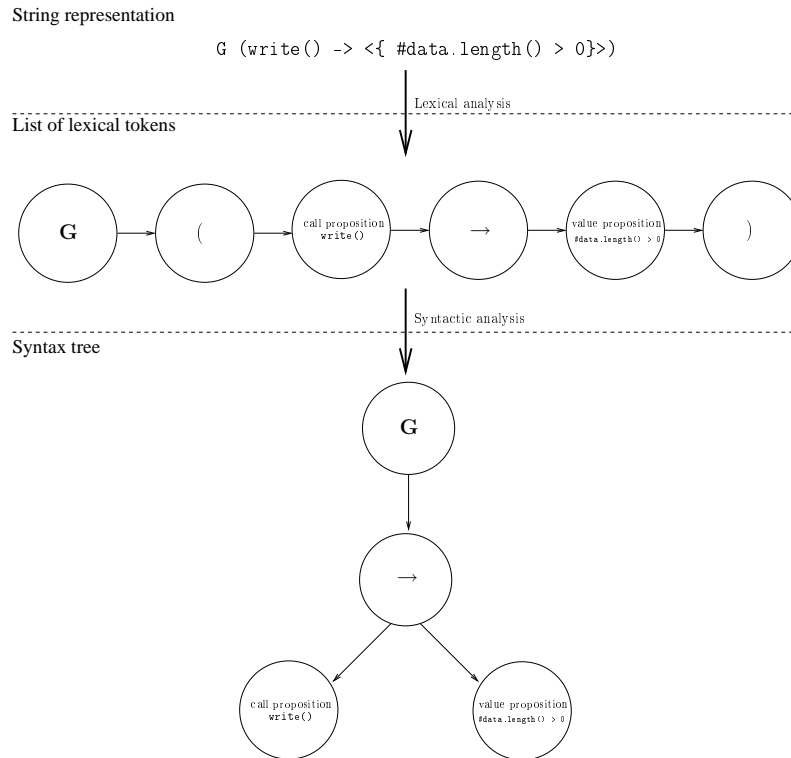 String representation
G (write() -> <{ #data.length() > 0}>)
Lexical analysis
List of lexical tokens
G
(
call proposition
write()
→
value proposition
#data.length() > 0
)
Syntactic analysis
Syntax tree
G
→
call proposition
write()
value proposition
#data.length() > 0